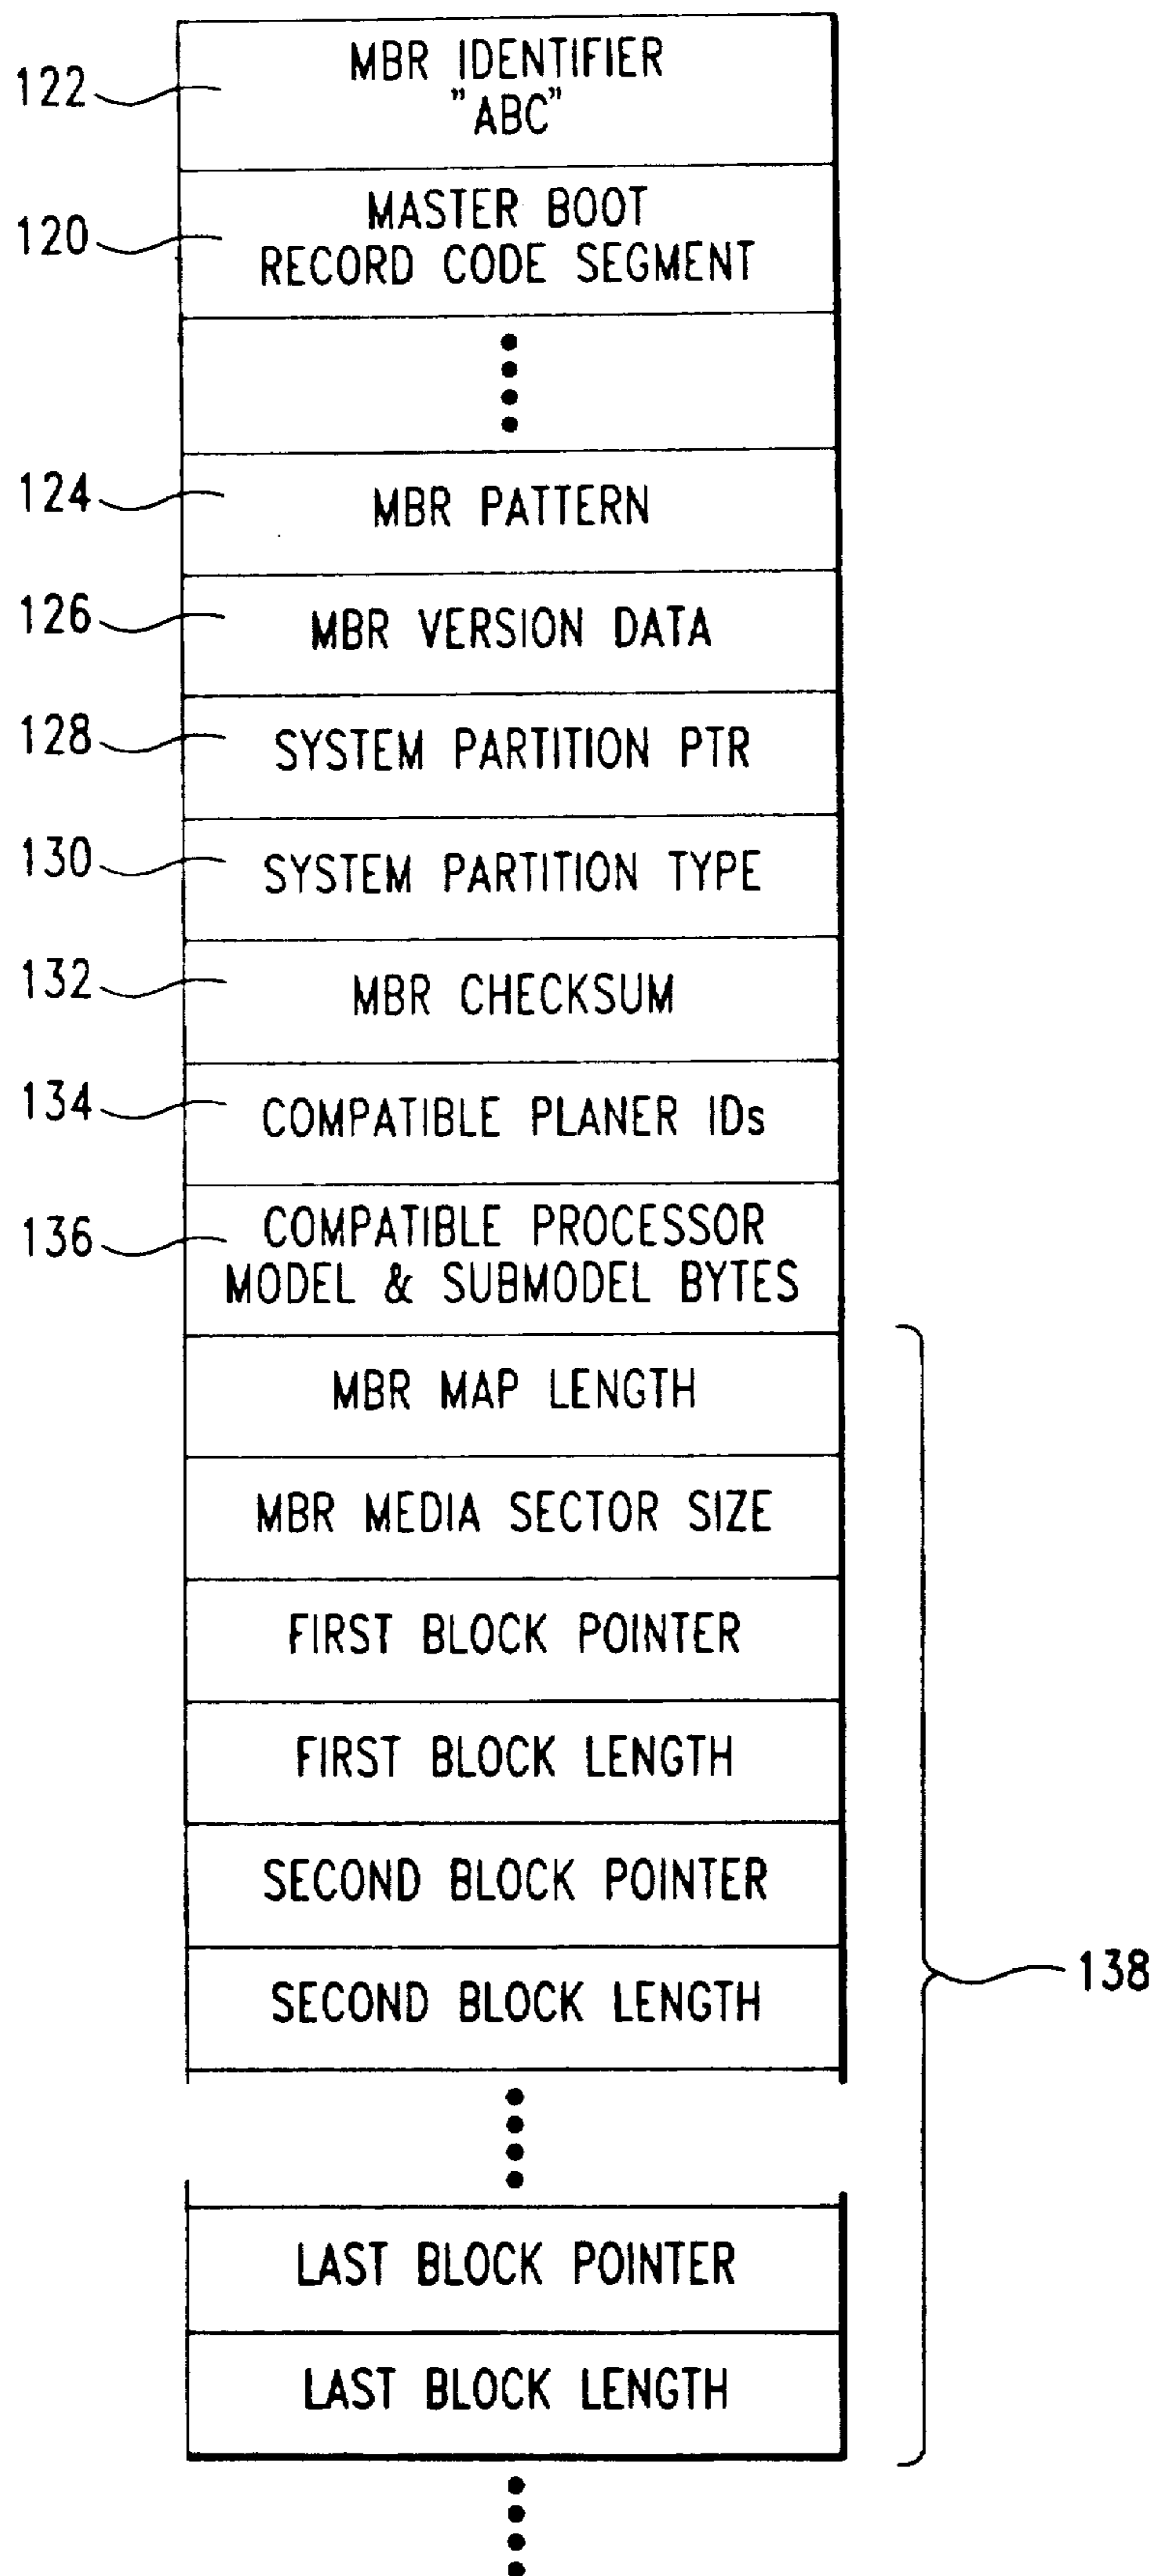 122
MBR IDENTIFIER
"ABC"
120
MASTER BOOT
RECORD CODE SEGMENT
124
MBR PATTERN
126
MBR VERSION DATA
128
SYSTEM PARTITION PTR
130
SYSTEM PARTITION TYPE
132
MBR CHECKSUM
134
COMPATIBLE PLANER IDs
136
COMPATIBLE PROCESSOR
MODEL & SUBMODEL BYTES
MBR MAP LENGTH
MBR MEDIA SECTOR SIZE
FIRST BLOCK POINTER
FIRST BLOCK LENGTH
SECOND BLOCK POINTER
SECOND BLOCK LENGTH
138
LAST BLOCK POINTER
LAST BLOCK LENGTH